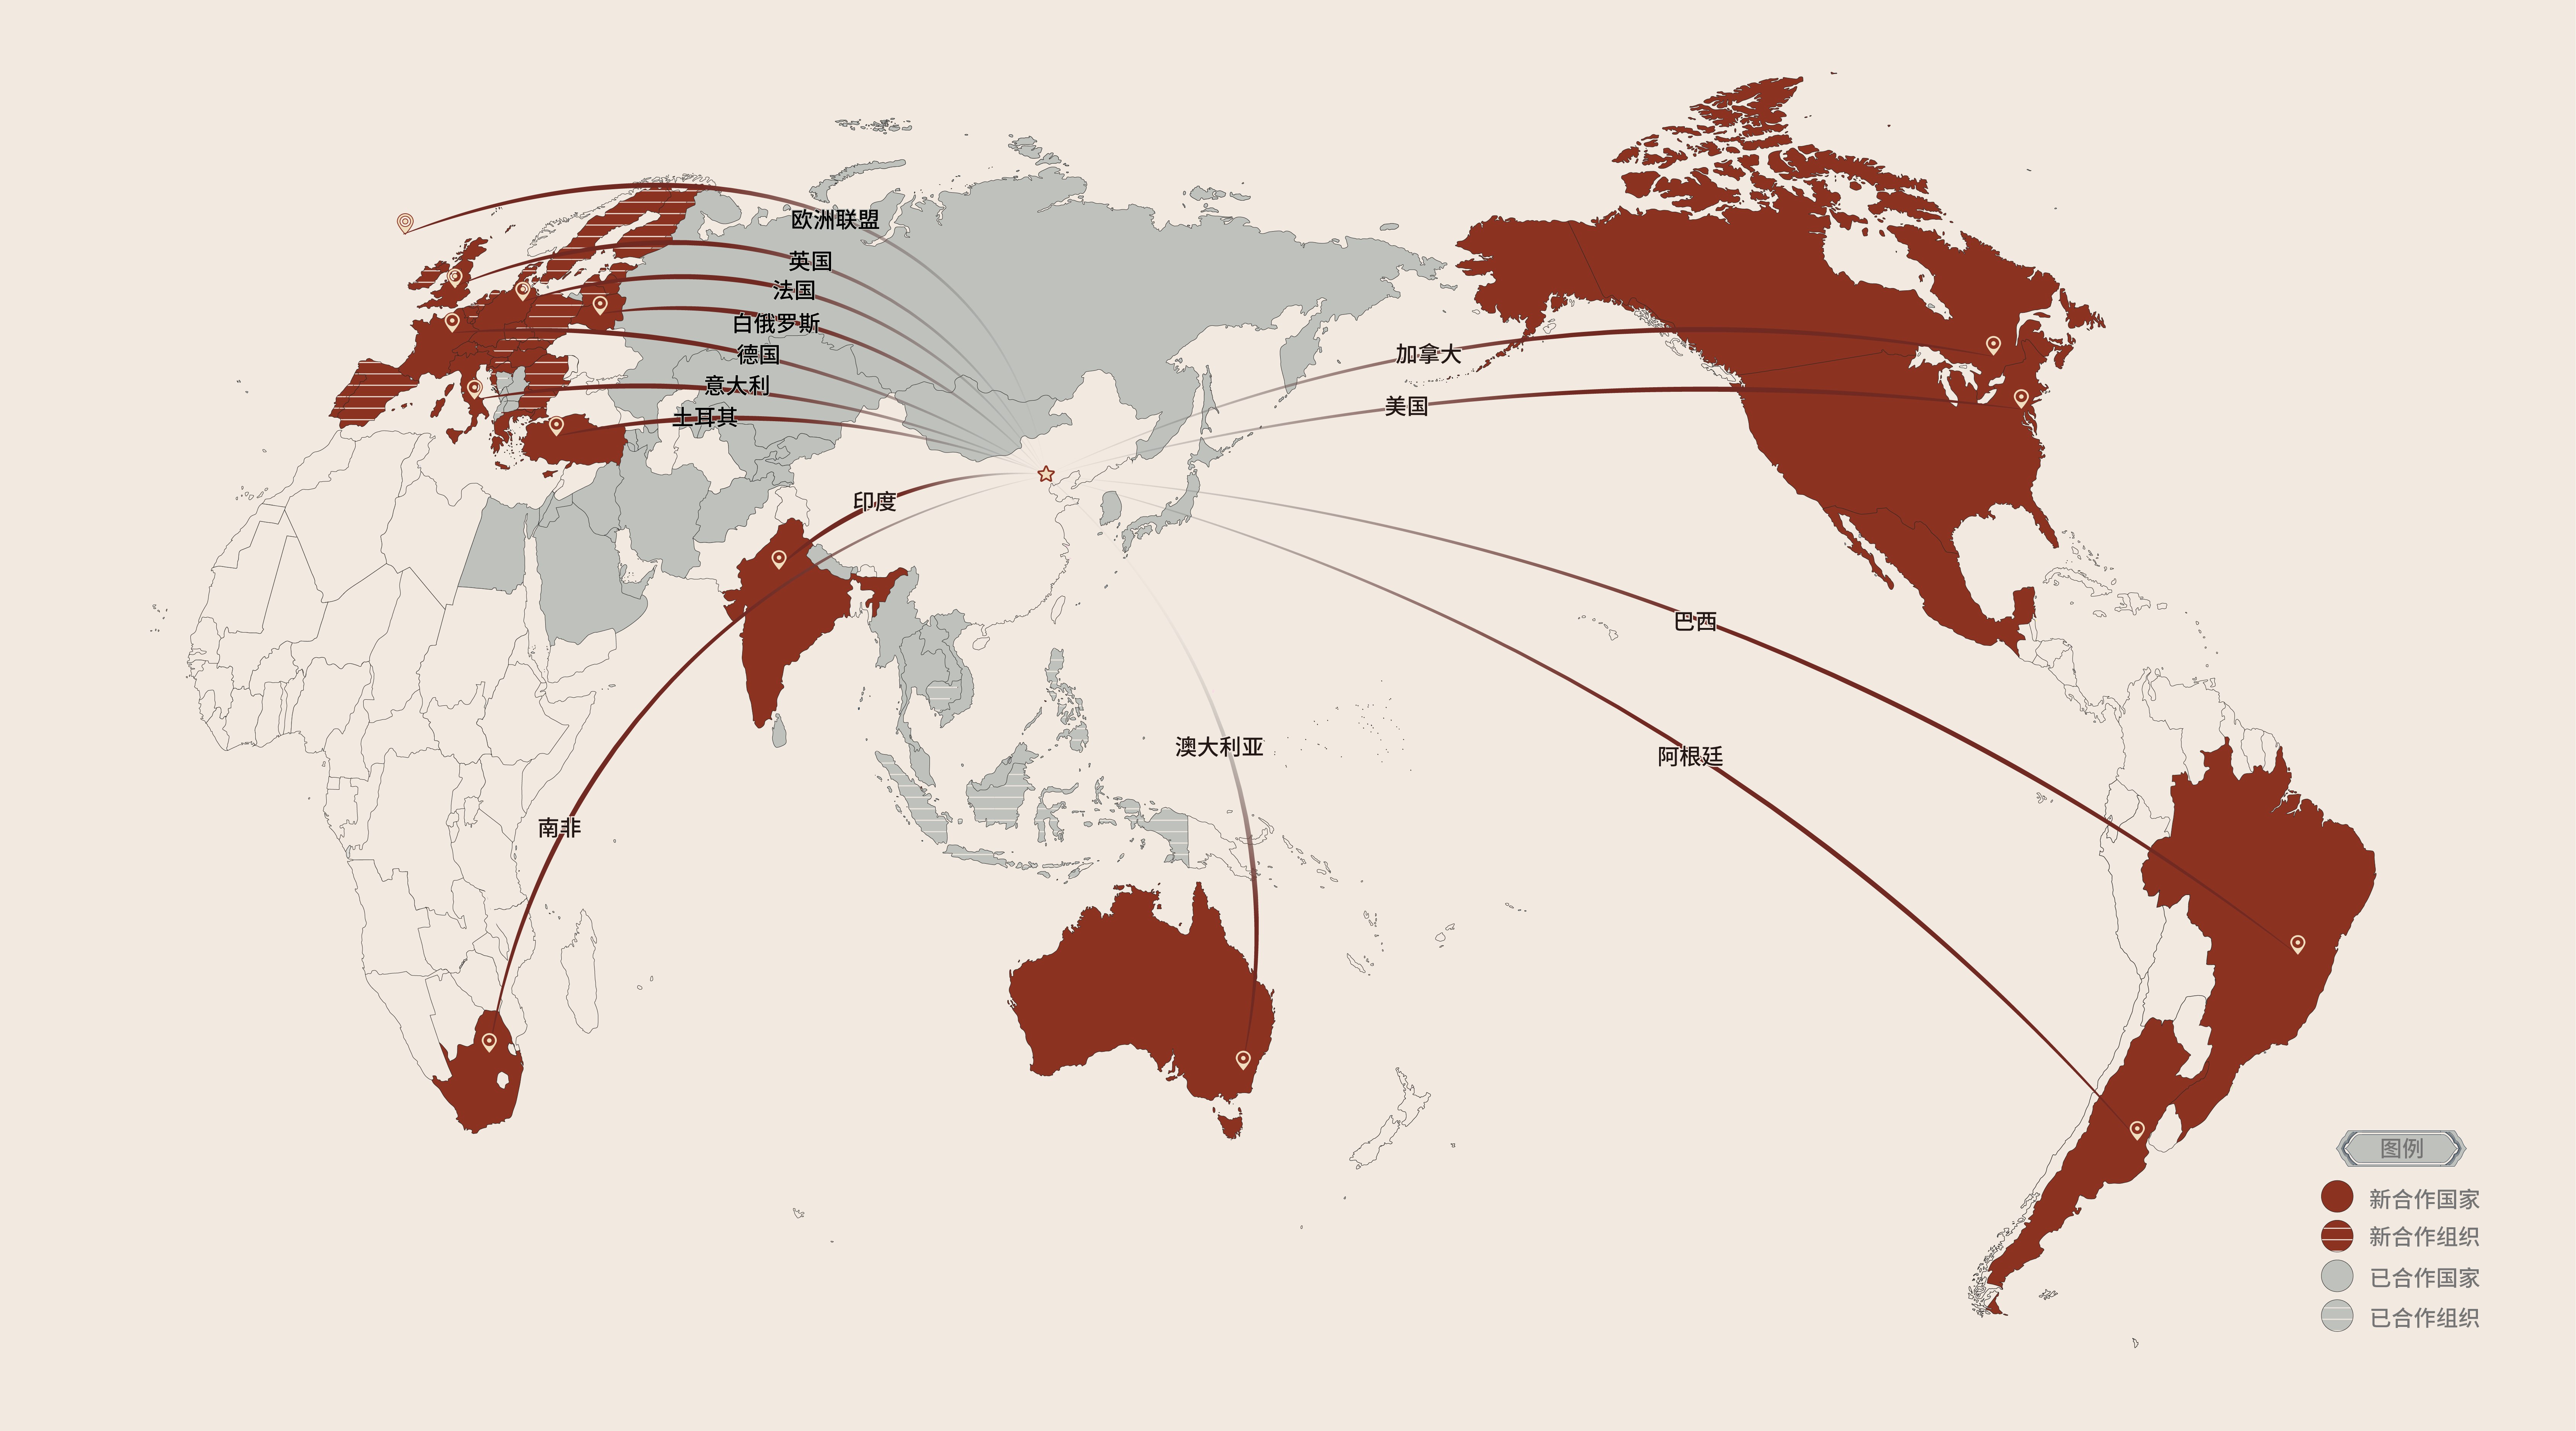 欧洲联盟
英国
法国
白俄罗斯
德国
意大利
土耳其
加拿大
美国
印度
巴西
澳大利亚
阿根廷
南非
图例
新合作国家
新合作组织
已合作国家
已合作组织